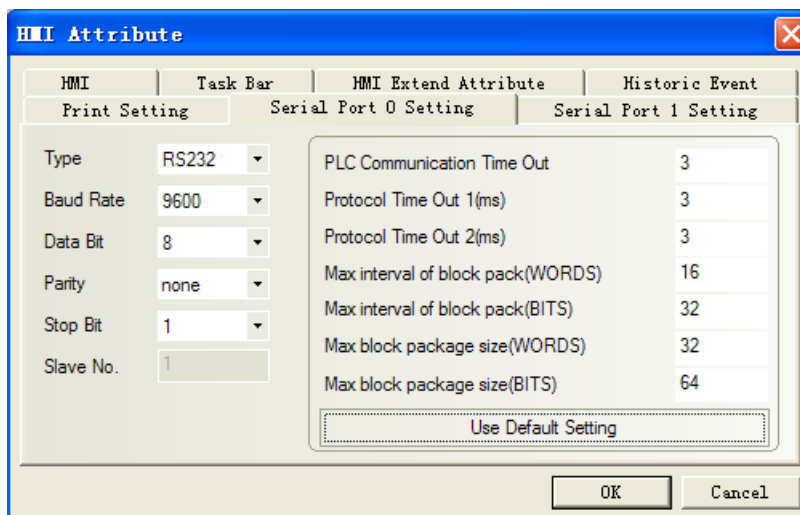 HMI Attribute
HMI Task Bar HMI Extend Attribute Historic Event
Print Setting Serial Port 0 Setting Serial Port 1 Setting
Type RS232
Baud Rate 9600
Data Bit 8
Parity none
Stop Bit 1
Slave No. 1
PLC Communication Time Out 3
Protocol Time Out 1(ms) 3
Protocol Time Out 2(ms) 3
Max interval of block pack(WORDS) 16
Max interval of block pack(BITS) 32
Max block package size(WORDS) 32
Max block package size(BITS) 64
Use Default Setting
OK Cancel